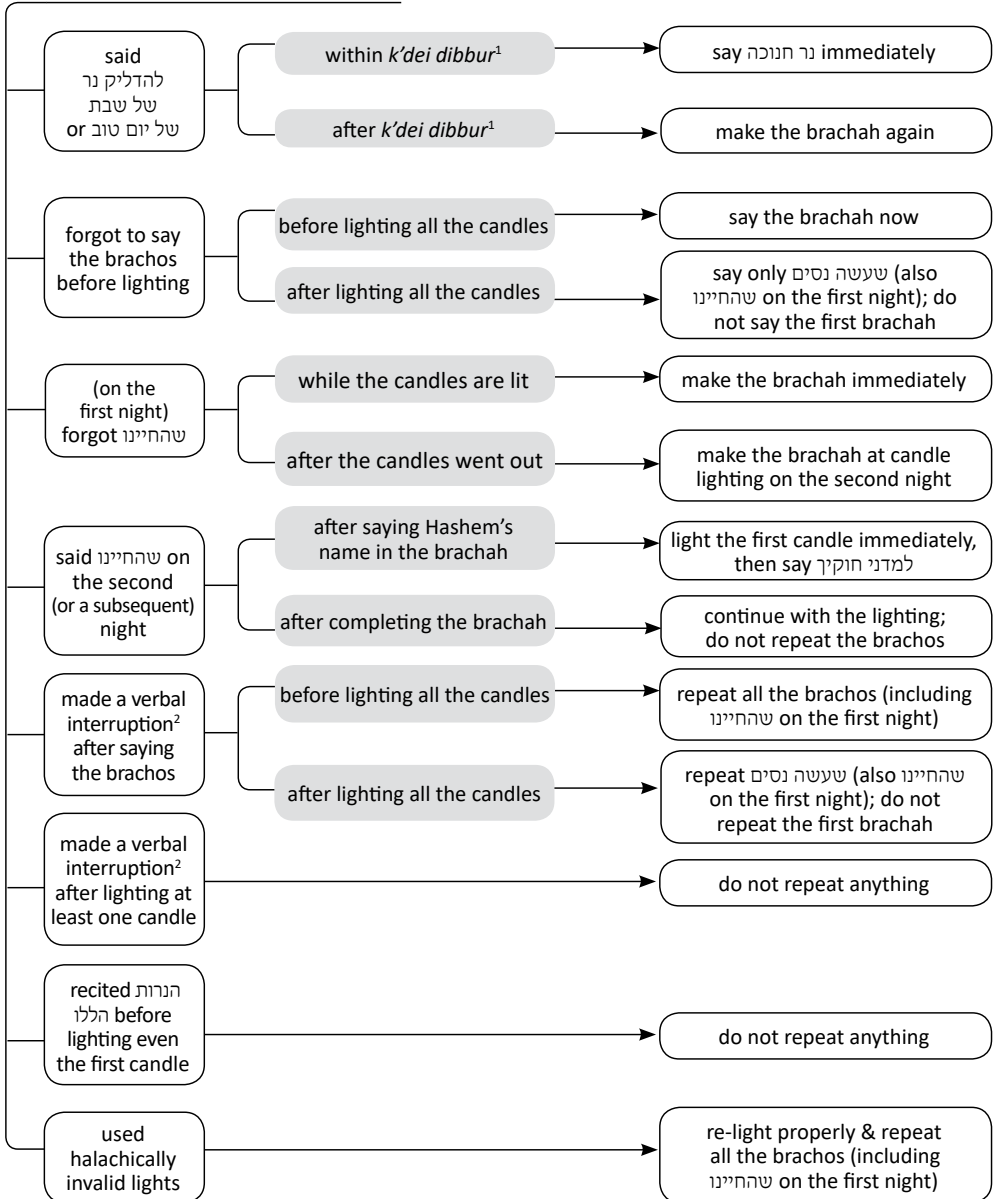 said
להדליק נר
של שבת
or של יום טוב
within k'dei dibbur¹
say נר חנוכה immediately
after k'dei dibbur¹
make the brachah again
forgot to say
the brachos
before lighting
before lighting all the candles
say the brachah now
after lighting all the candles
say only שעשה נסים (also
שהחיינו on the first night); do
not say the first brachah
(on the
first night)
forgot שהחיינו
while the candles are lit
make the brachah immediately
after the candles went out
make the brachah at candle
lighting on the second night
said שהחיינו on
the second
(or a subsequent)
night
after saying Hashem's
name in the brachah
light the first candle immediately,
then say למדני חוקיך
after completing the brachah
continue with the lighting;
do not repeat the brachos
made a verbal
interruption²
after saying
the brachos
before lighting all the candles
repeat all the brachos (including
שהחיינו on the first night)
after lighting all the candles
repeat שעשה נסים (also שהחיינו
on the first night); do not
repeat the first brachah
made a verbal
interruption²
after lighting at
least one candle
do not repeat anything
recited הנרות
הללו before
lighting even
the first candle
do not repeat anything
used
halachically
invalid lights
re-light properly & repeat
all the brachos (including
שהחיינו on the first night)